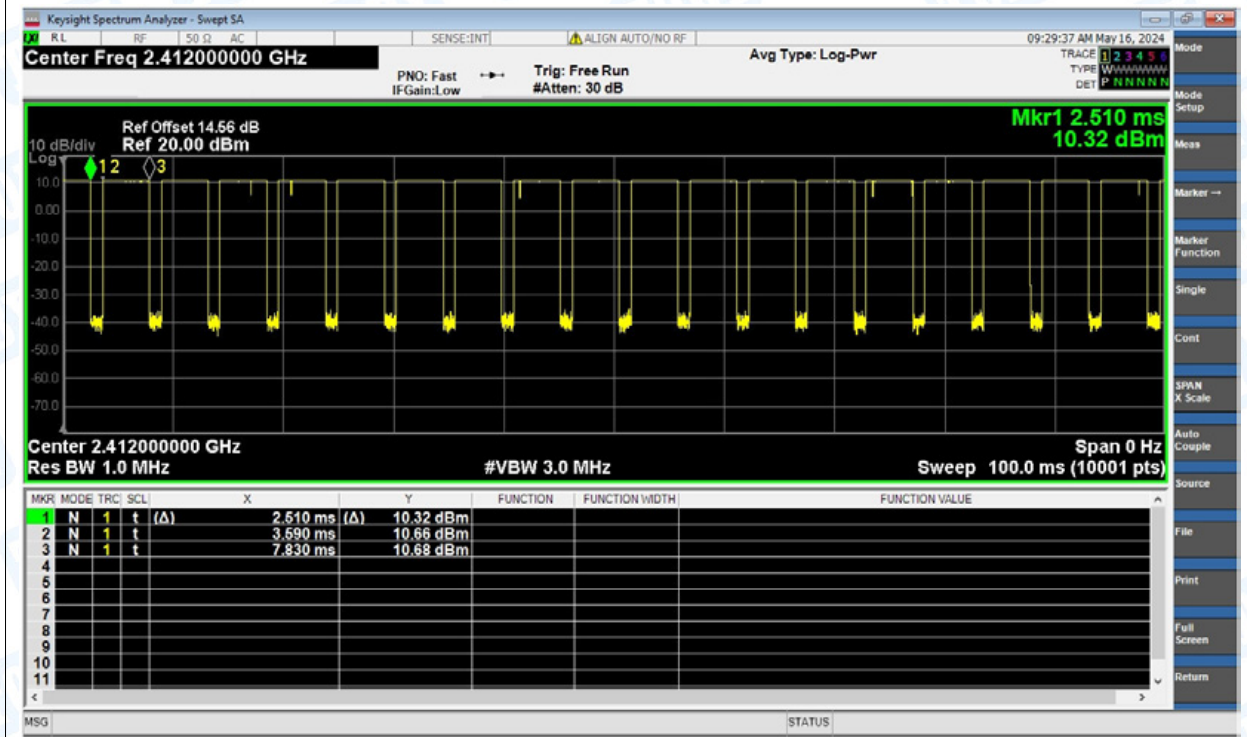 Keysight Spectrum Analyzer - Swept SA
RL RF 50 Ω AC SENSE:INT ALIGN AUTO/NO RF 09:29:37 AM May 16, 2024
Center Freq 2.412000000 GHz Avg Type: Log-Pwr TRACE 1 2 3 4 5 6
PNO: Fast Trig: Free Run TYPE
IFGain:Low #Atten: 30 dB DET P N N N N N
Mkr1 2.510 ms
Ref Offset 14.56 dB
10 dB/div Ref 20.00 dBm 10.32 dBm
Log
1 2 3
10.0
0.00
-10.0
-20.0
-30.0
-40.0
-50.0
-60.0
-70.0
Center 2.412000000 GHz Span 0 Hz
Res BW 1.0 MHz #VBW 3.0 MHz Sweep 100.0 ms (10001 pts)
MKR MODE TRC SCL X Y FUNCTION FUNCTION WIDTH FUNCTION VALUE
1 N 1 t (Δ) 2.510 ms (Δ) 10.32 dBm
2 N 1 t 3.590 ms 10.66 dBm
3 N 1 t 7.830 ms 10.68 dBm
4
5
6
7
8
9
10
11
MSG STATUS
Mode
Mode
Setup
Meas
Marker →
Marker
Function
Single
Cont
SPAN
X Scale
Auto
Couple
Source
File
Print
Full
Screen
Return